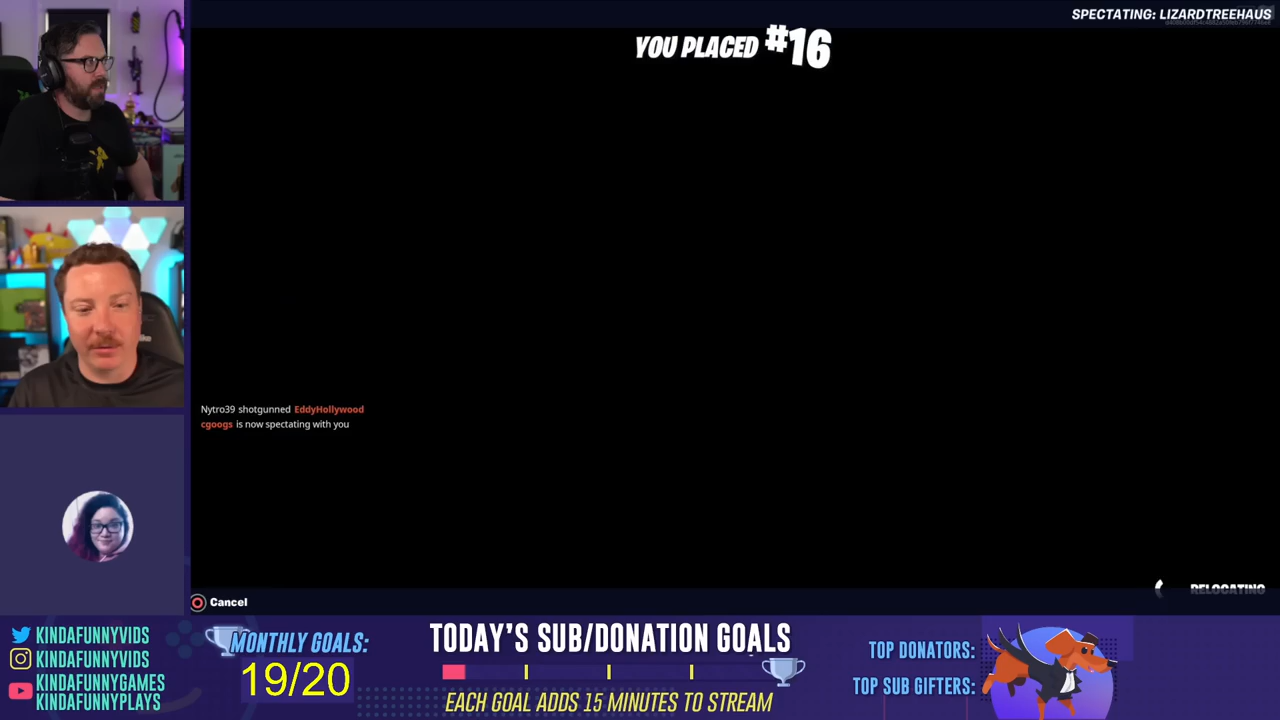 SPECTATING: LIZARDTREEHAUS
YOU PLACED #16
Nytro39 shotgunned EddyHollywood
cgoogs is now spectating with you
RELOCATING
Cancel
KINDAFUNNYVIDS
KINDAFUNNYVIDS
KINDAFUNNYGAMES
KINDAFUNNYPLAYS
MONTHLY GOALS:
19/20
TODAY'S SUB/DONATION GOALS
EACH GOAL ADDS 15 MINUTES TO STREAM
TOP DONATORS:
TOP SUB GIFTERS: